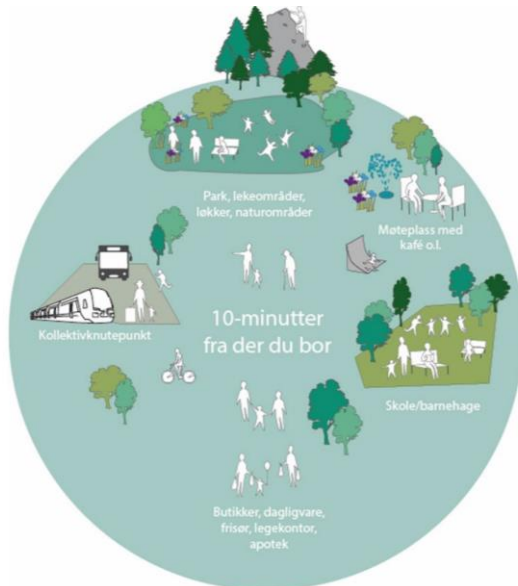 Park, lekeområder,
løkker, naturområder
Møteplass med
kafé o.l.
Kollektivknutepunkt
10-minutter
fra der du bor
Skole/barnehage
Butikker, dagligvare,
frisør, legekontor,
apotek